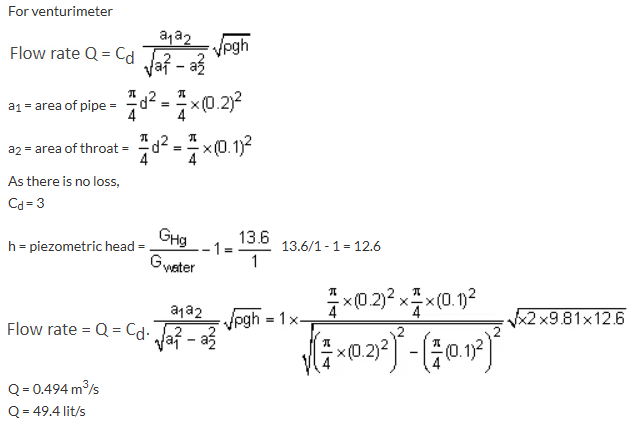 For venturimeter
Flow rate Q = Cd a1a2 / √(a1² − a2²) √ρgh
a1 = area of pipe = π/4 d² = π/4 ×(0.2)²
a2 = area of throat = π/4 d² = π/4 ×(0.1)²
As there is no loss,
Cd = 3
h = piezometric head = GHg / Gwater − 1 = 13.6 / 1 13.6/1 - 1 = 12.6
Flow rate = Q = Cd. a1a2 / √(a1² − a2²) √ρgh = 1× π/4 ×(0.2)² × π/4 ×(0.1)² / √((π/4 ×(0.2)²)² − (π/4 (0.1)²)²) √×2×9.81×12.6
Q = 0.494 m³/s
Q = 49.4 lit/s